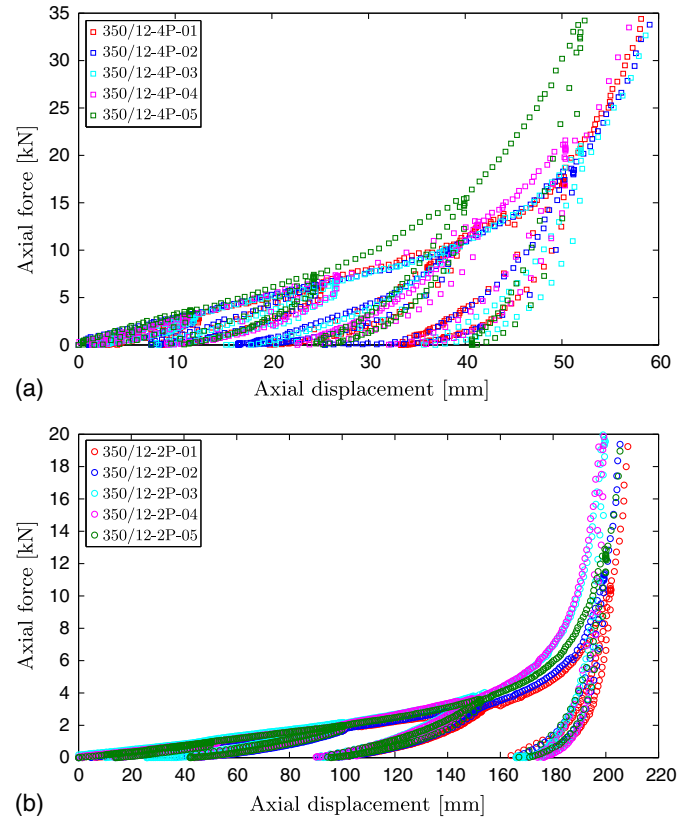 35
30
25
20
15
10
5
0
Axial force [kN]
350/12-4P-01
350/12-4P-02
350/12-4P-03
350/12-4P-04
350/12-4P-05
0 10 20 30 40 50 60
(a)
Axial displacement [mm]
20
18
16
14
12
10
8
6
4
2
0
Axial force [kN]
350/12-2P-01
350/12-2P-02
350/12-2P-03
350/12-2P-04
350/12-2P-05
0 20 40 60 80 100 120 140 160 180 200 220
(b)
Axial displacement [mm]